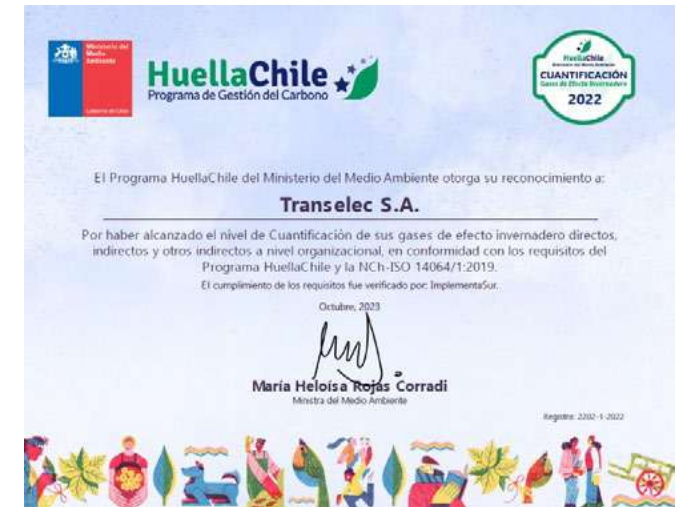 Ministerio del
Medio
Ambiente
Gobierno de Chile
HuellaChile
Programa de Gestión del Carbono
HuellaChile
Ministerio del Medio Ambiente
CUANTIFICACIÓN
Gases de Efecto Invernadero
2022
El Programa HuellaChile del Ministerio del Medio Ambiente otorga su reconocimiento a:
Transelec S.A.
Por haber alcanzado el nivel de Cuantificación de sus gases de efecto invernadero directos,
indirectos y otros indirectos a nivel organizacional, en conformidad con los requisitos del
Programa HuellaChile y la NCh-ISO 14064/1:2019.
El cumplimiento de los requisitos fue verificado por: ImplementaSur.
Octubre, 2023
María Heloísa Rojas Corradi
Ministra del Medio Ambiente
Registro: 2202-1-2022